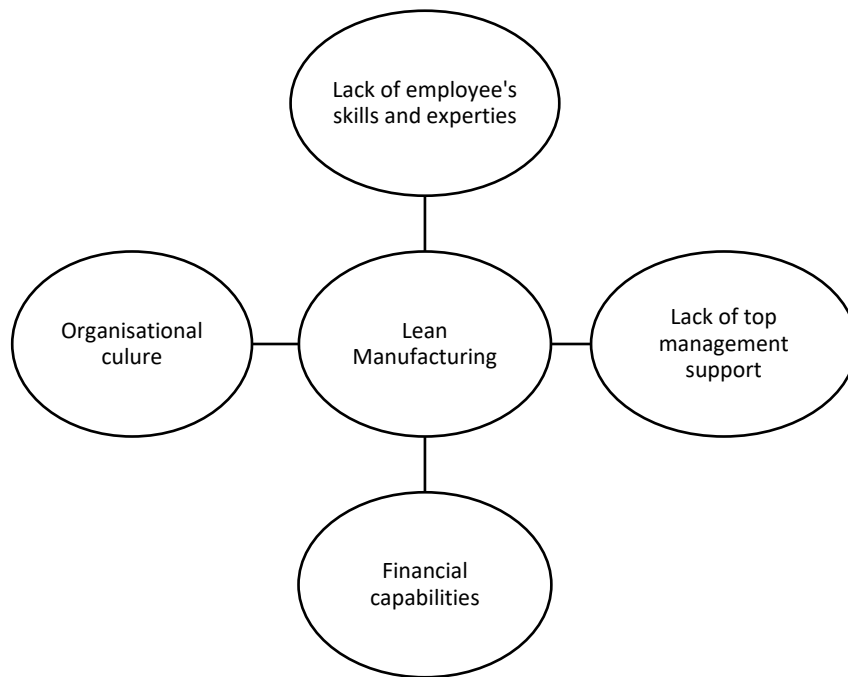 Lack of employee's
skills and experties
Organisational
culure
Lean
Manufacturing
Lack of top
management
support
Financial
capabilities